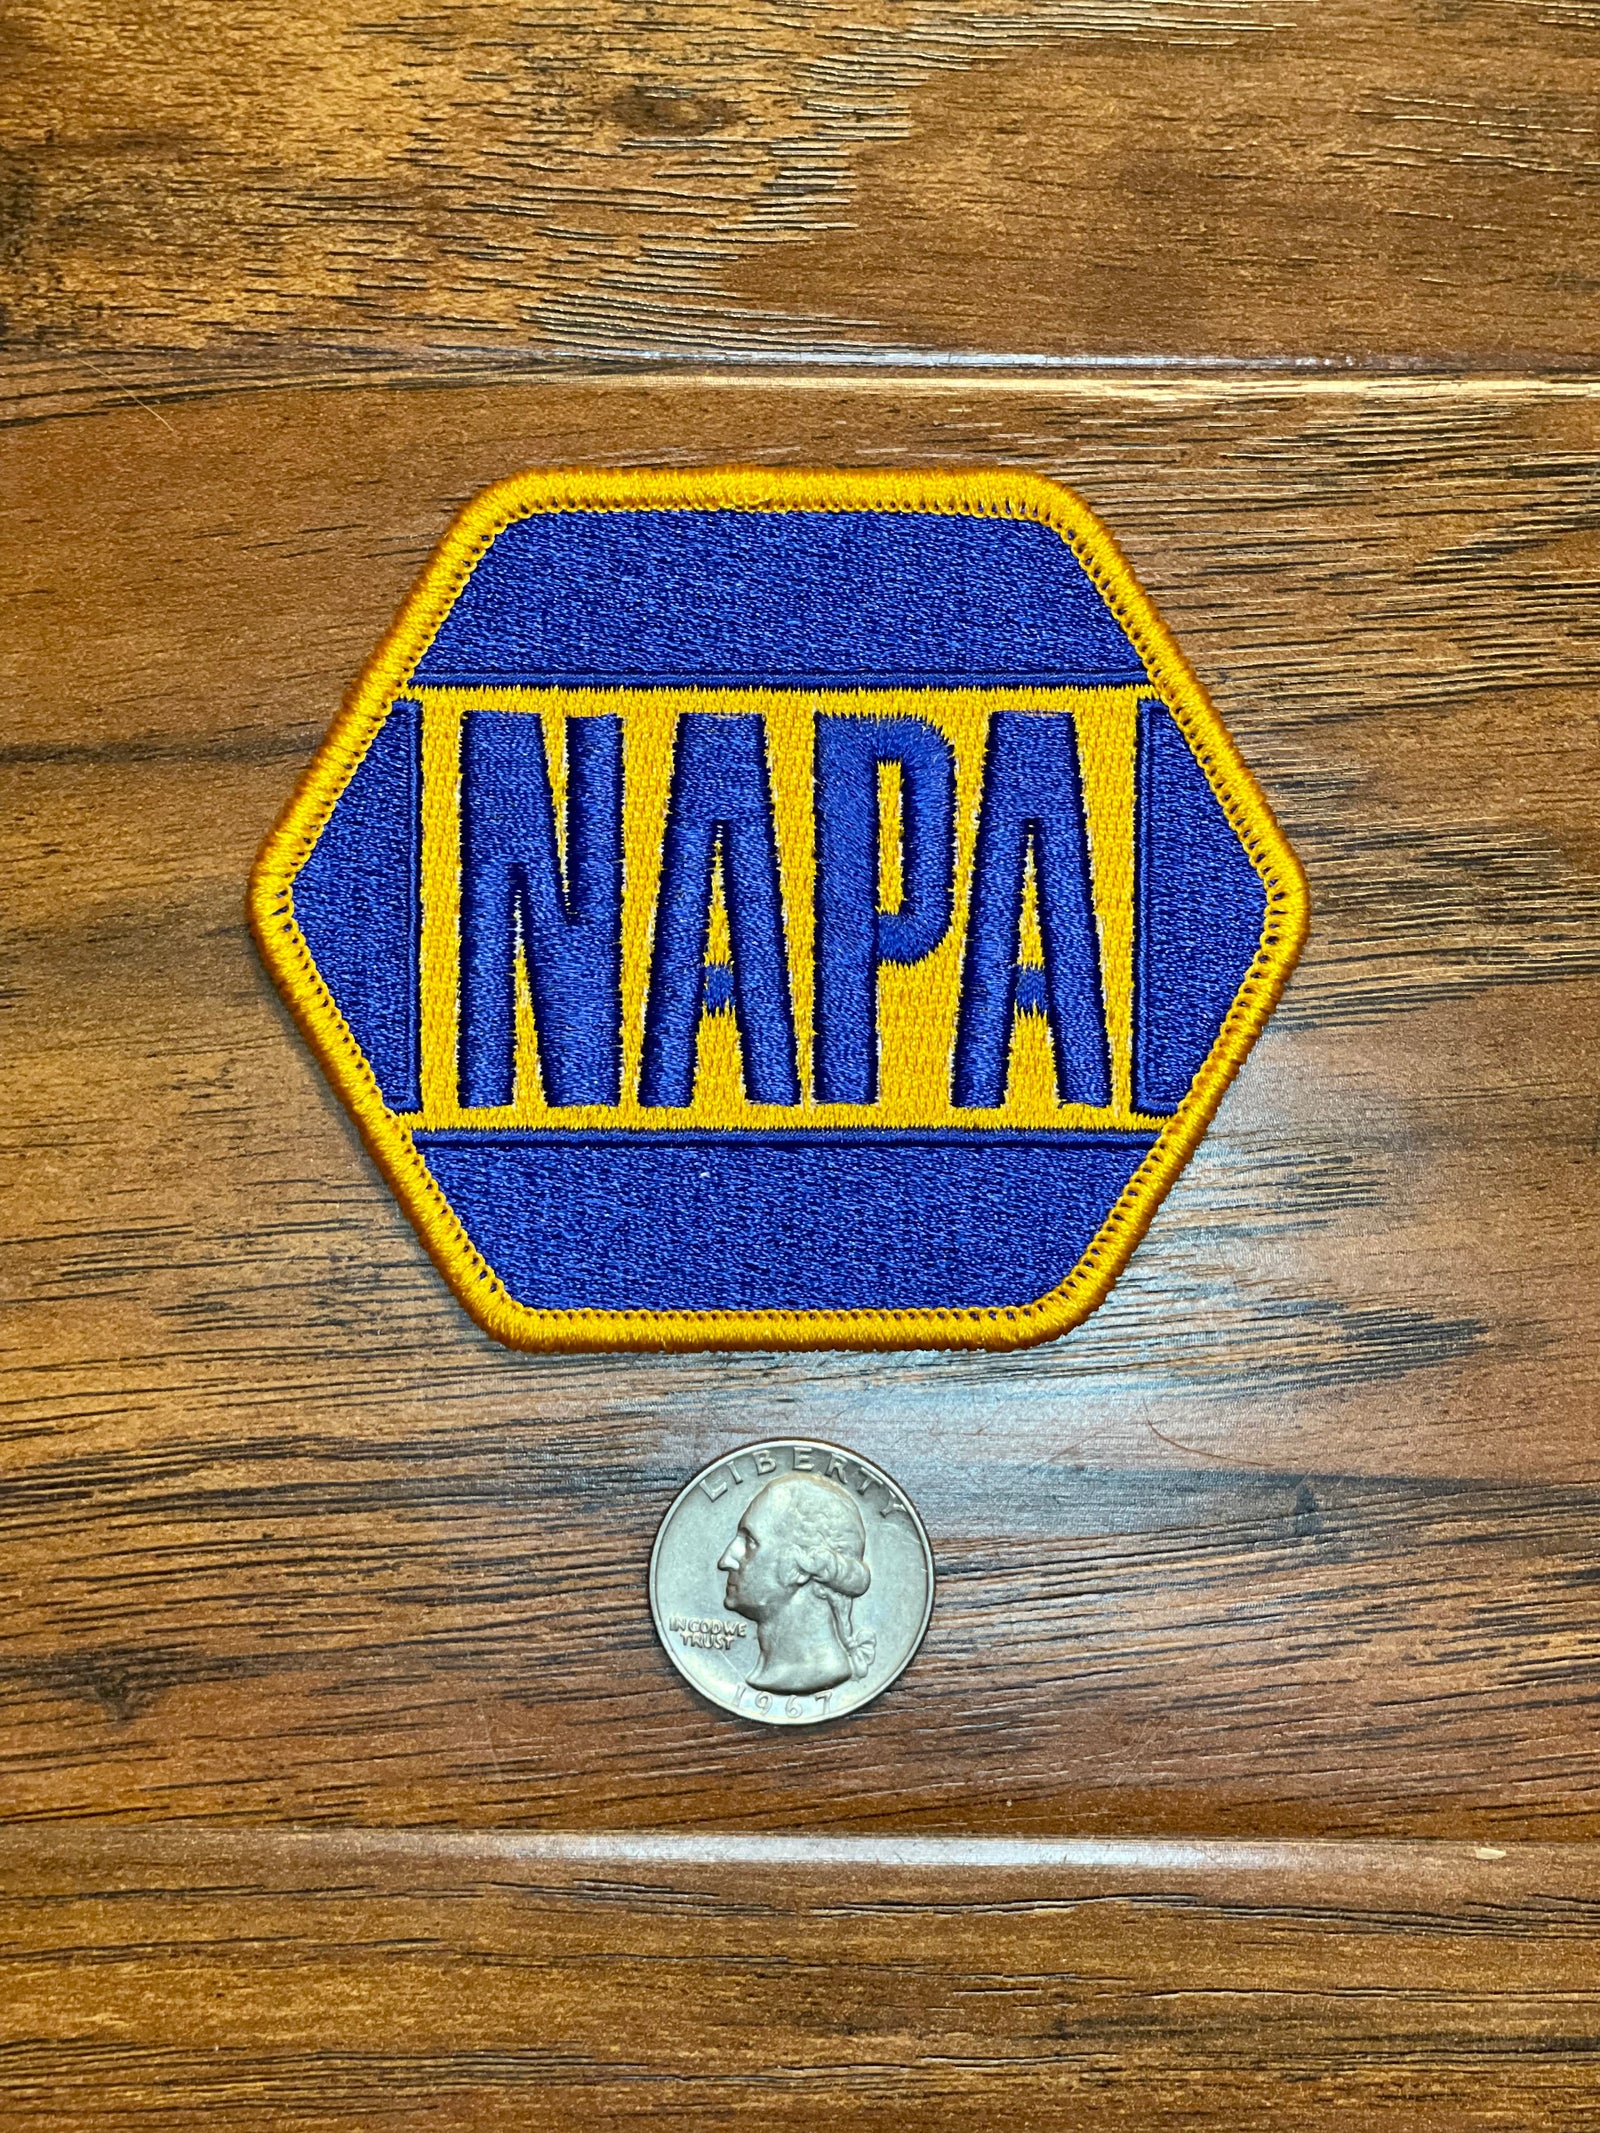 NAPA
LIBERTY
IN GOD WE
TRUST
1967